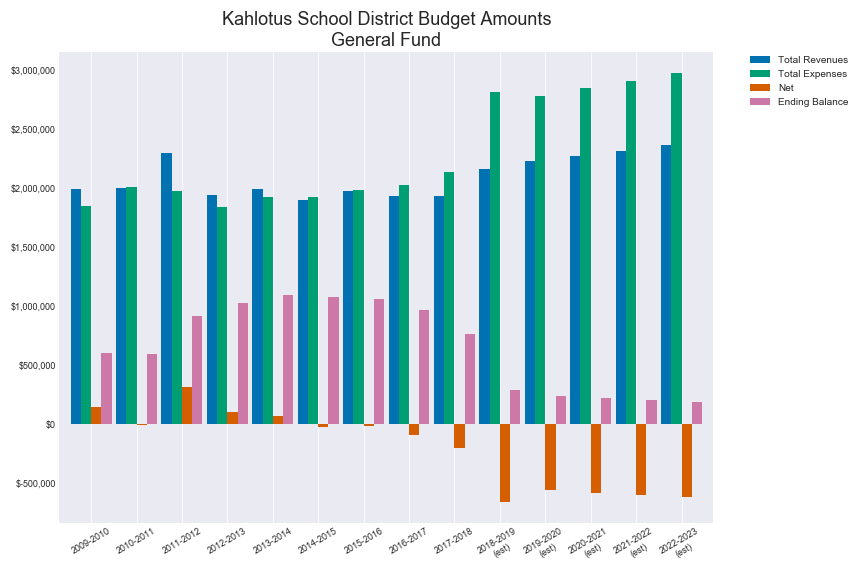 Kahlotus School District Budget Amounts
General Fund
Total Revenues
Total Expenses
Net
Ending Balance
$3,000,000
$2,500,000
$2,000,000
$1,500,000
$1,000,000
$500,000
$0
$-500,000
2009-2010
2010-2011
2011-2012
2012-2013
2013-2014
2014-2015
2015-2016
2016-2017
2017-2018
2018-2019
(est)
2019-2020
(est)
2020-2021
(est)
2021-2022
(est)
2022-2023
(est)